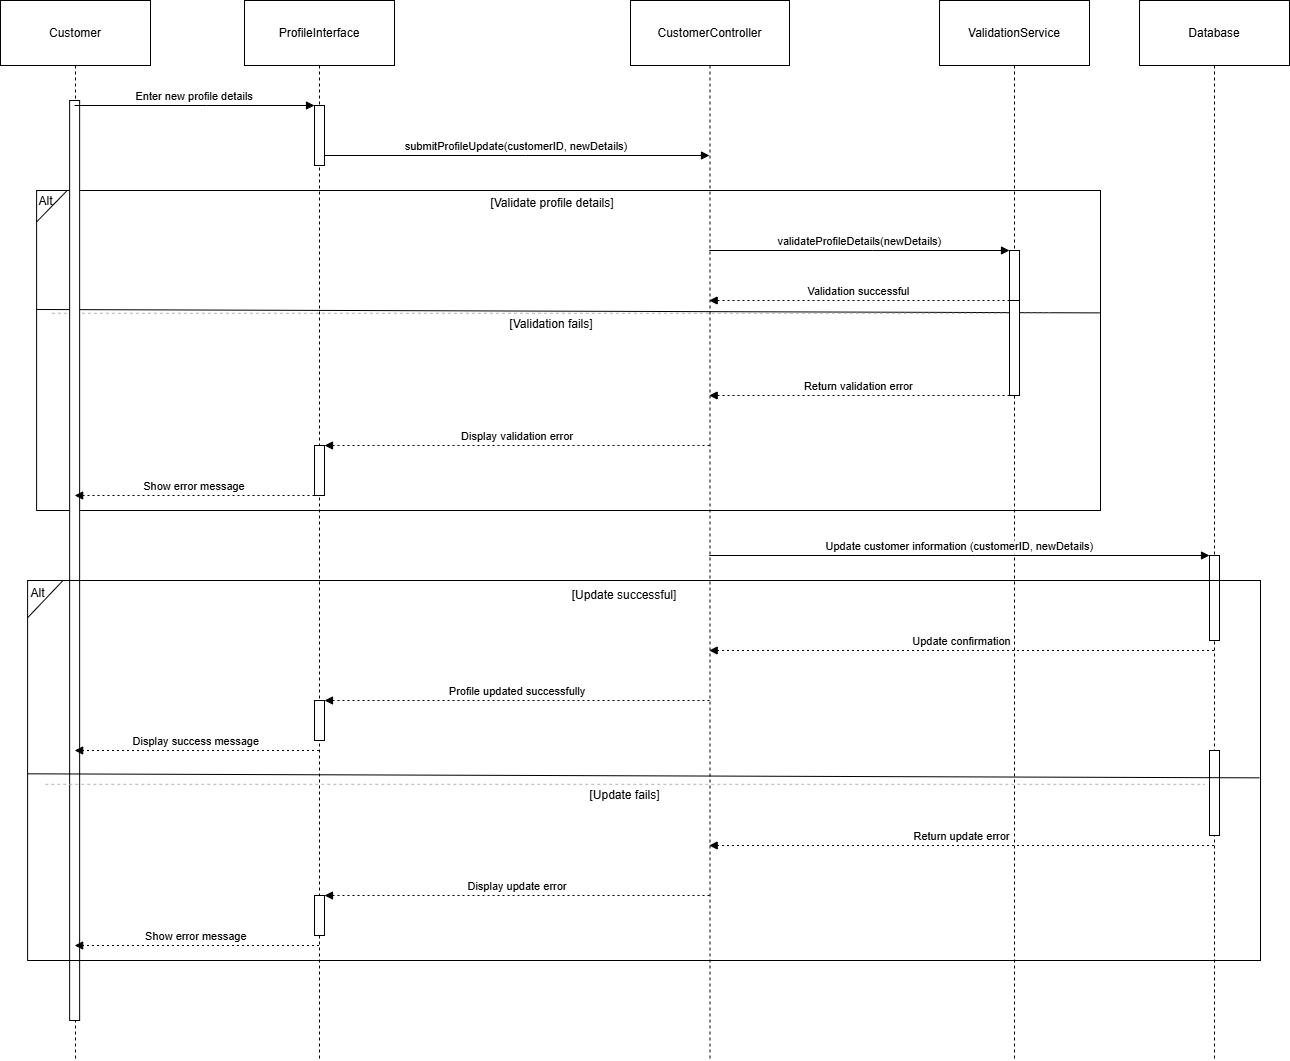 Customer
ProfileInterface
CustomerController
ValidationService
Database
Enter new profile details
submitProfileUpdate(customerID, newDetails)
Alt
[Validate profile details]
validateProfileDetails(newDetails)
Validation successful
[Validation fails]
Return validation error
Display validation error
Show error message
Update customer information (customerID, newDetails)
Alt
[Update successful]
Update confirmation
Profile updated successfully
Display success message
[Update fails]
Return update error
Display update error
Show error message